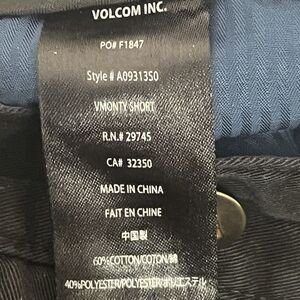 VOLCOM INC.
PO# F1847
Style # A0931350
VMONTY SHORT
R.N.# 29745
CA# 32350
MADE IN CHINA
FAIT EN CHINE
中国製
60%COTTON/COTON/綿
40%POLYESTER/POLYESTER/ポリエステル